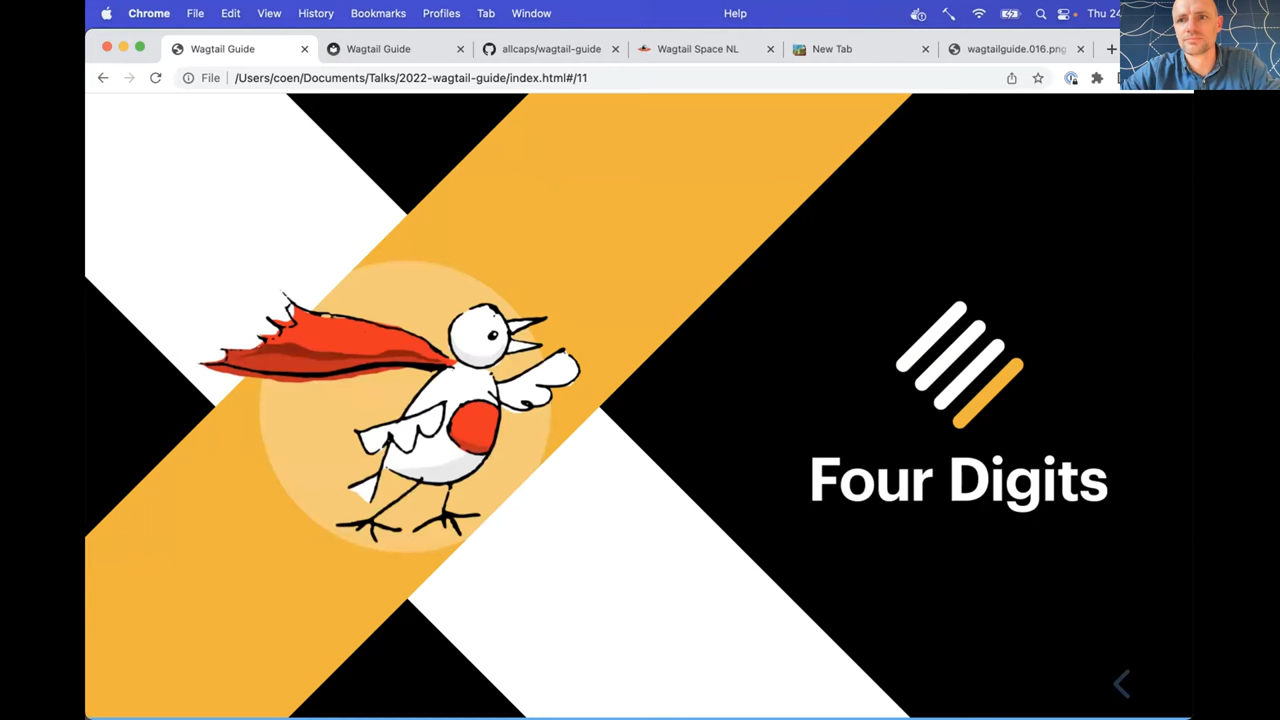 Chrome File Edit View History Bookmarks Profiles Tab Window Help Thu 24
Wagtail Guide Wagtail Guide allcaps/wagtail-guide Wagtail Space NL New Tab wagtailguide.016.png
File /Users/coen/Documents/Talks/2022-wagtail-guide/index.html#/11
Four Digits